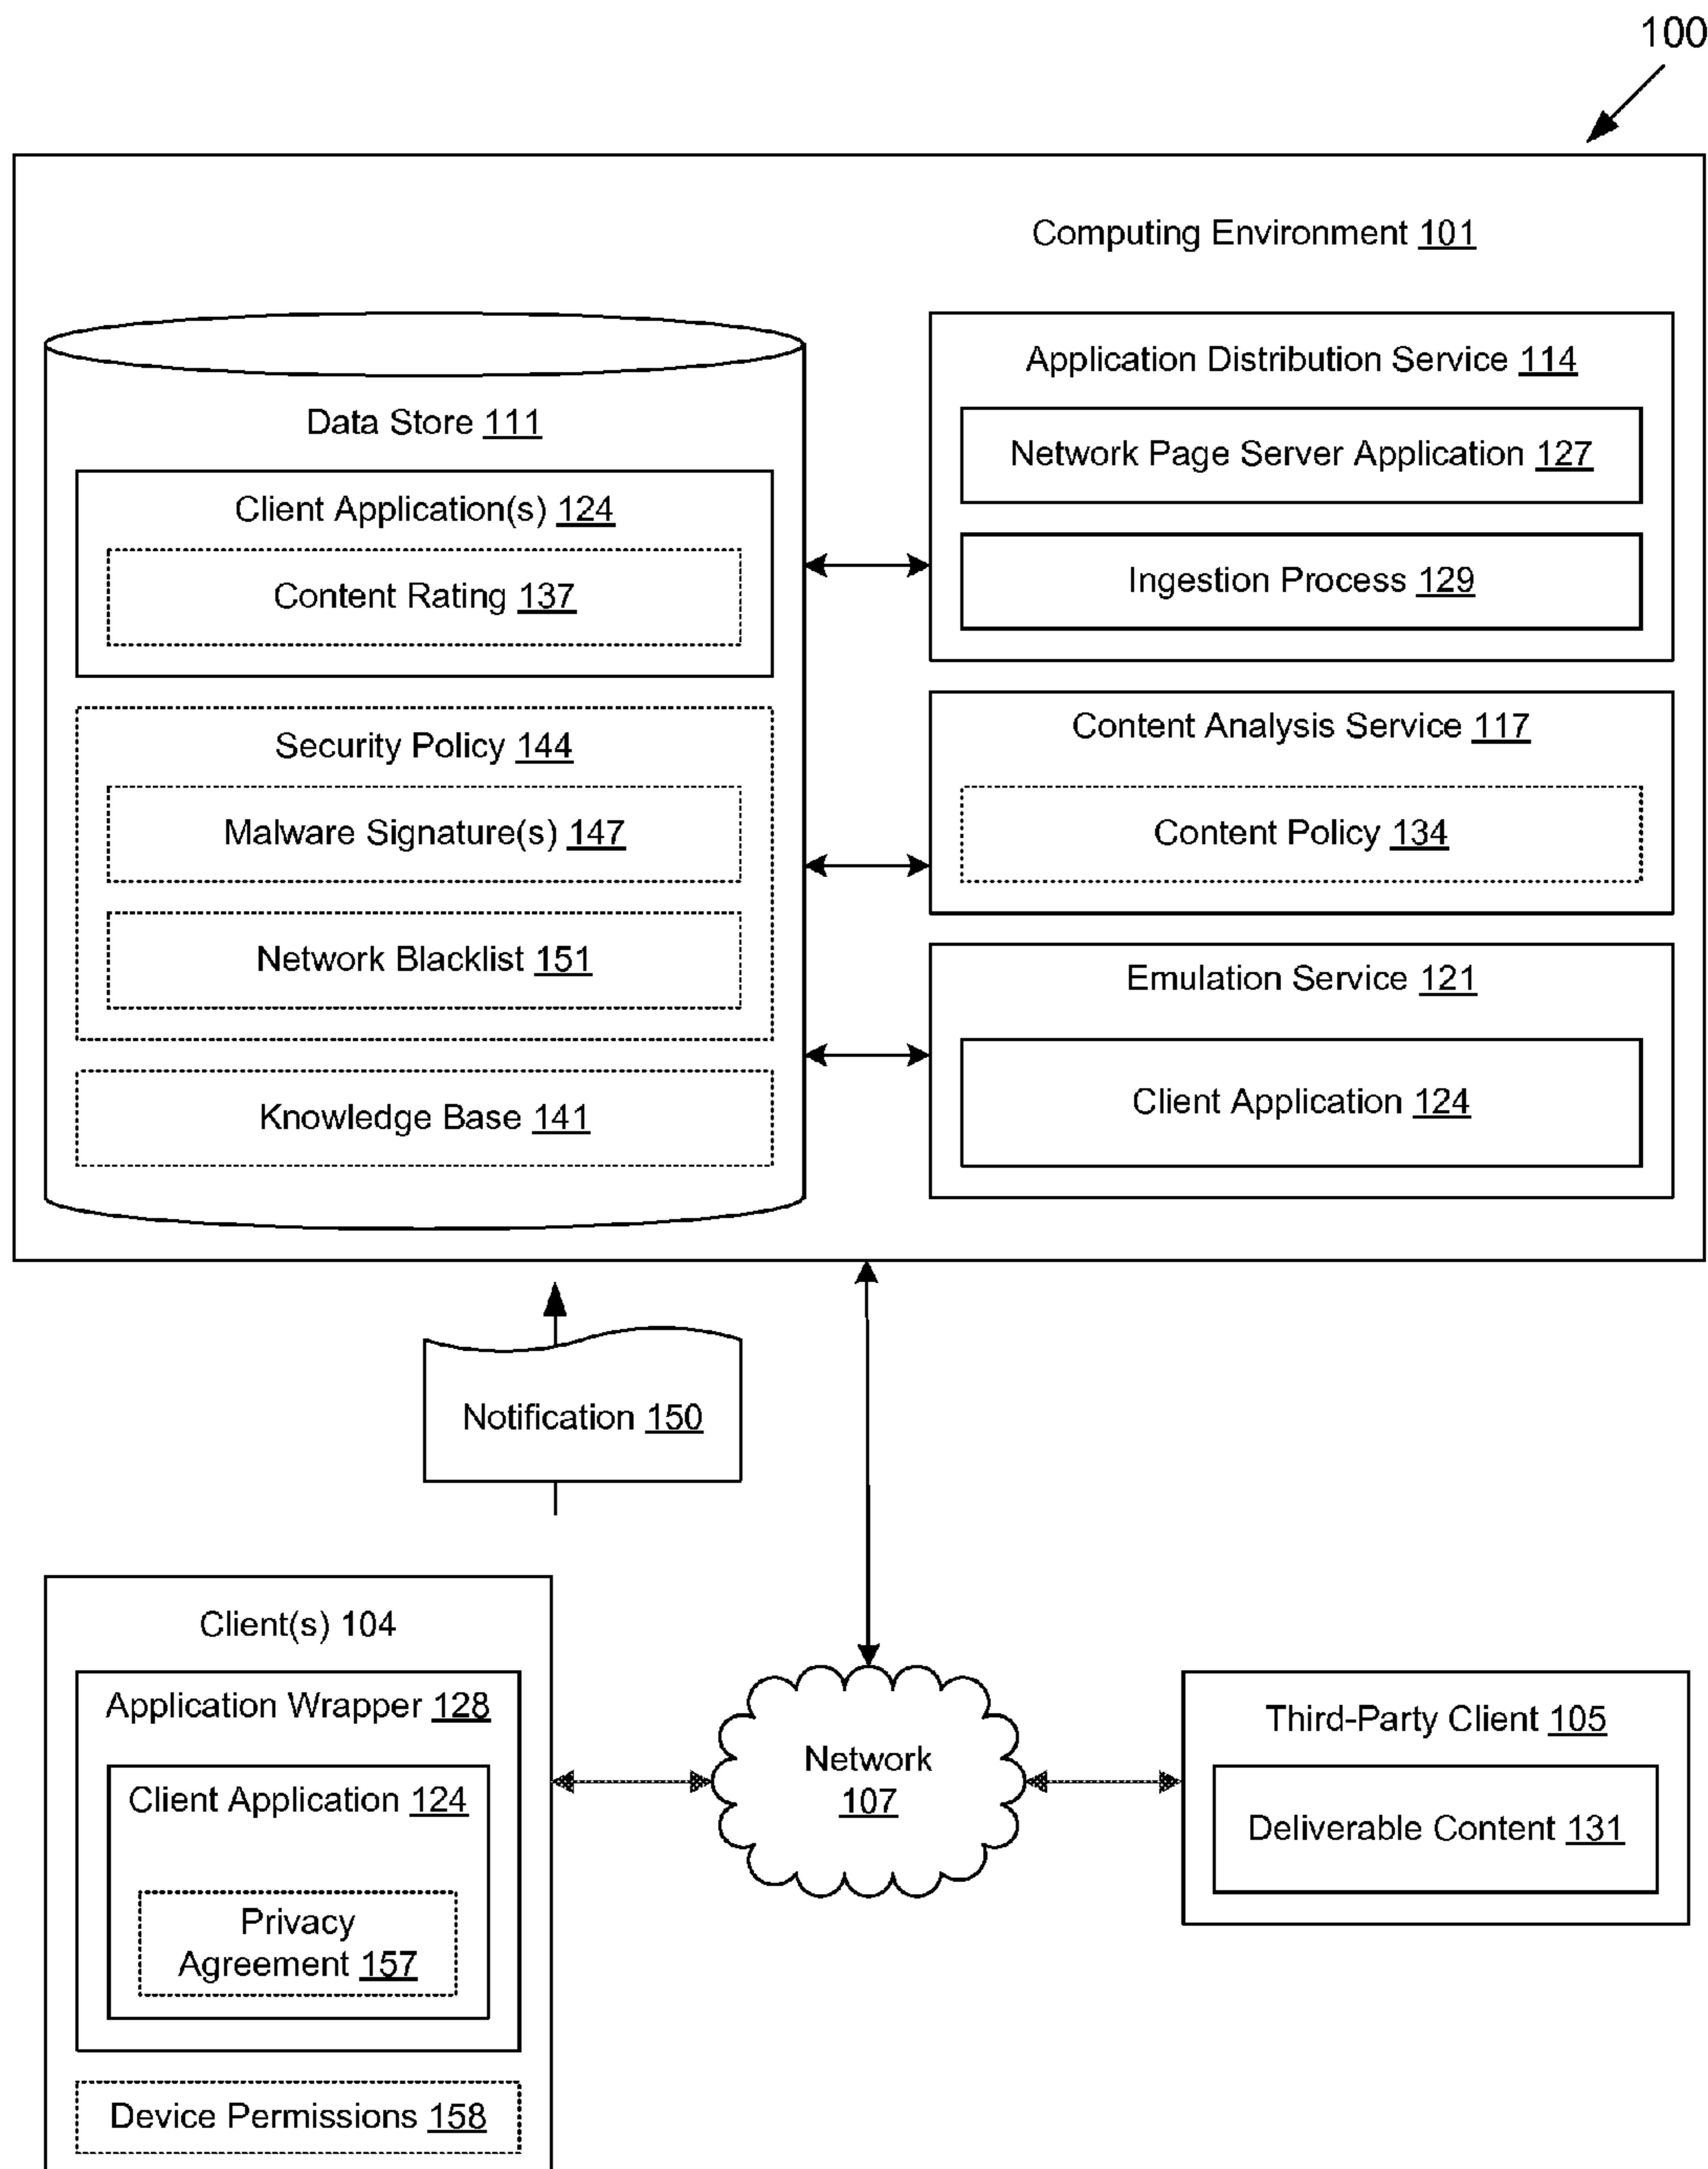 100
Computing Environment 101
Data Store 111
Client Application(s) 124
Content Rating 137
Security Policy 144
Malware Signature(s) 147
Network Blacklist 151
Knowledge Base 141
Application Distribution Service 114
Network Page Server Application 127
Ingestion Process 129
Content Analysis Service 117
Content Policy 134
Emulation Service 121
Client Application 124
Notification 150
Client(s) 104
Application Wrapper 128
Client Application 124
Privacy
Agreement 157
Device Permissions 158
Network
107
Third-Party Client 105
Deliverable Content 131